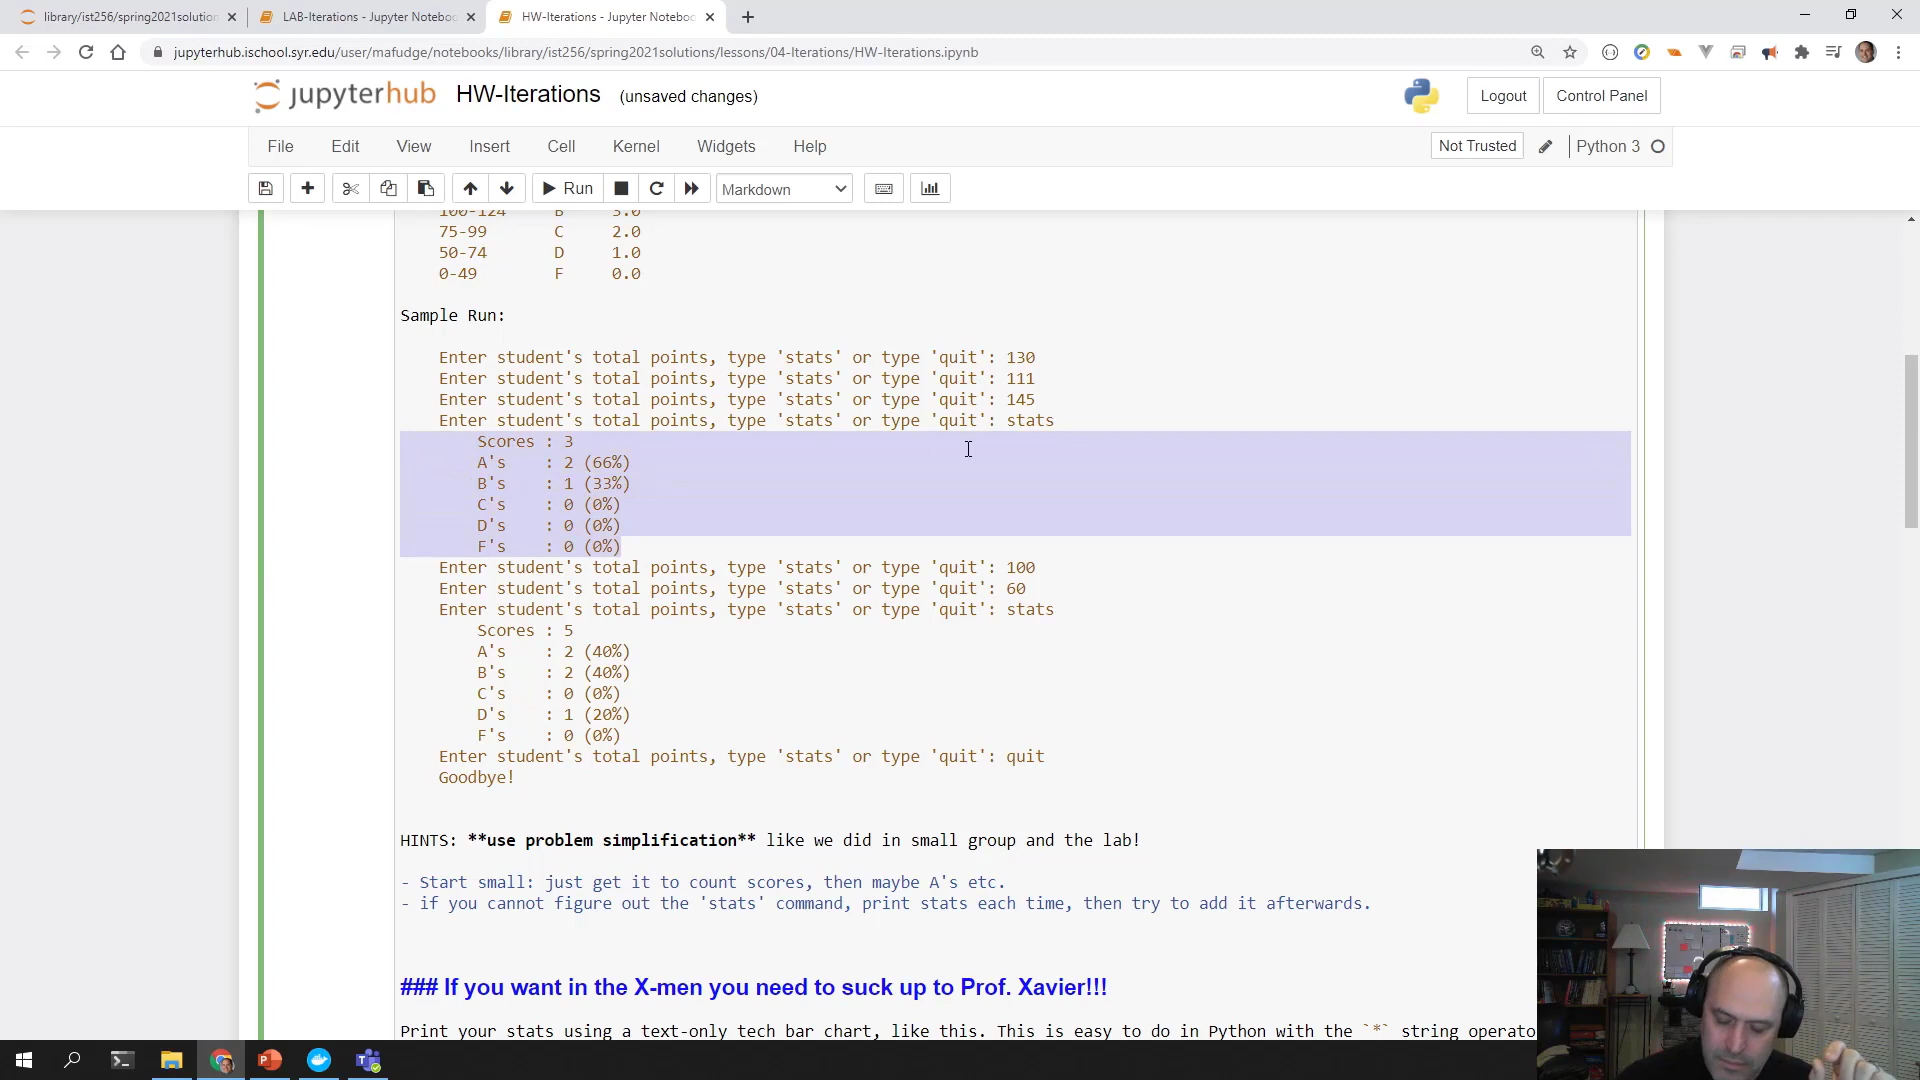 library/ist256/spring2021solution
LAB-Iterations - Jupyter Notebo
HW-Iterations - Jupyter Notebo
jupyterhub.ischool.syr.edu/user/mafudge/notebooks/library/ist256/spring2021solutions/lessons/04-Iterations/HW-Iterations.ipynb
jupyterhub HW-Iterations (unsaved changes)
Logout
Control Panel
File Edit View Insert Cell Kernel Widgets Help
Not Trusted
Python 3
Run
Markdown
100-124 B 3.0
75-99 C 2.0
50-74 D 1.0
0-49 F 0.0
Sample Run:
Enter student's total points, type 'stats' or type 'quit': 130
Enter student's total points, type 'stats' or type 'quit': 111
Enter student's total points, type 'stats' or type 'quit': 145
Enter student's total points, type 'stats' or type 'quit': stats
Scores : 3
A's : 2 (66%)
B's : 1 (33%)
C's : 0 (0%)
D's : 0 (0%)
F's : 0 (0%)
Enter student's total points, type 'stats' or type 'quit': 100
Enter student's total points, type 'stats' or type 'quit': 60
Enter student's total points, type 'stats' or type 'quit': stats
Scores : 5
A's : 2 (40%)
B's : 2 (40%)
C's : 0 (0%)
D's : 1 (20%)
F's : 0 (0%)
Enter student's total points, type 'stats' or type 'quit': quit
Goodbye!
HINTS: **use problem simplification** like we did in small group and the lab!
- Start small: just get it to count scores, then maybe A's etc.
- if you cannot figure out the 'stats' command, print stats each time, then try to add it afterwards.
### If you want in the X-men you need to suck up to Prof. Xavier!!!
Print your stats using a text-only tech bar chart, like this. This is easy to do in Python with the `*` string operato